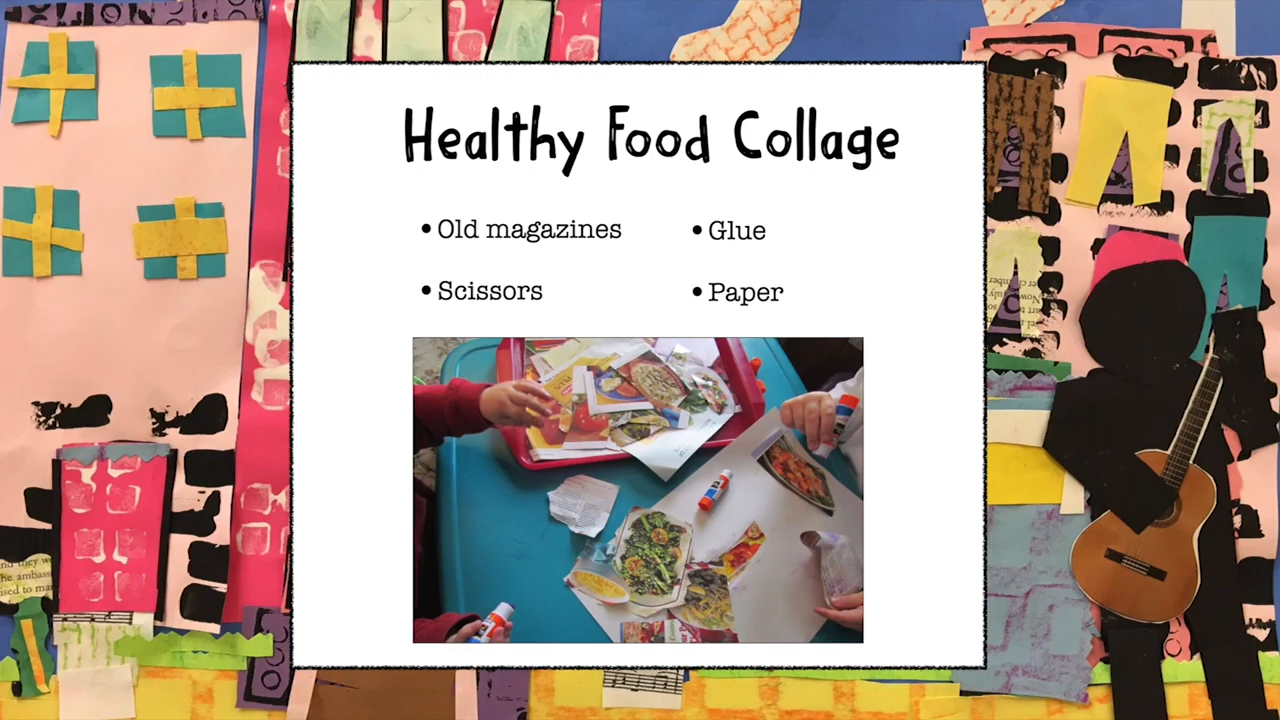 Healthy Food Collage
• Old magazines
• Scissors
• Glue
• Paper